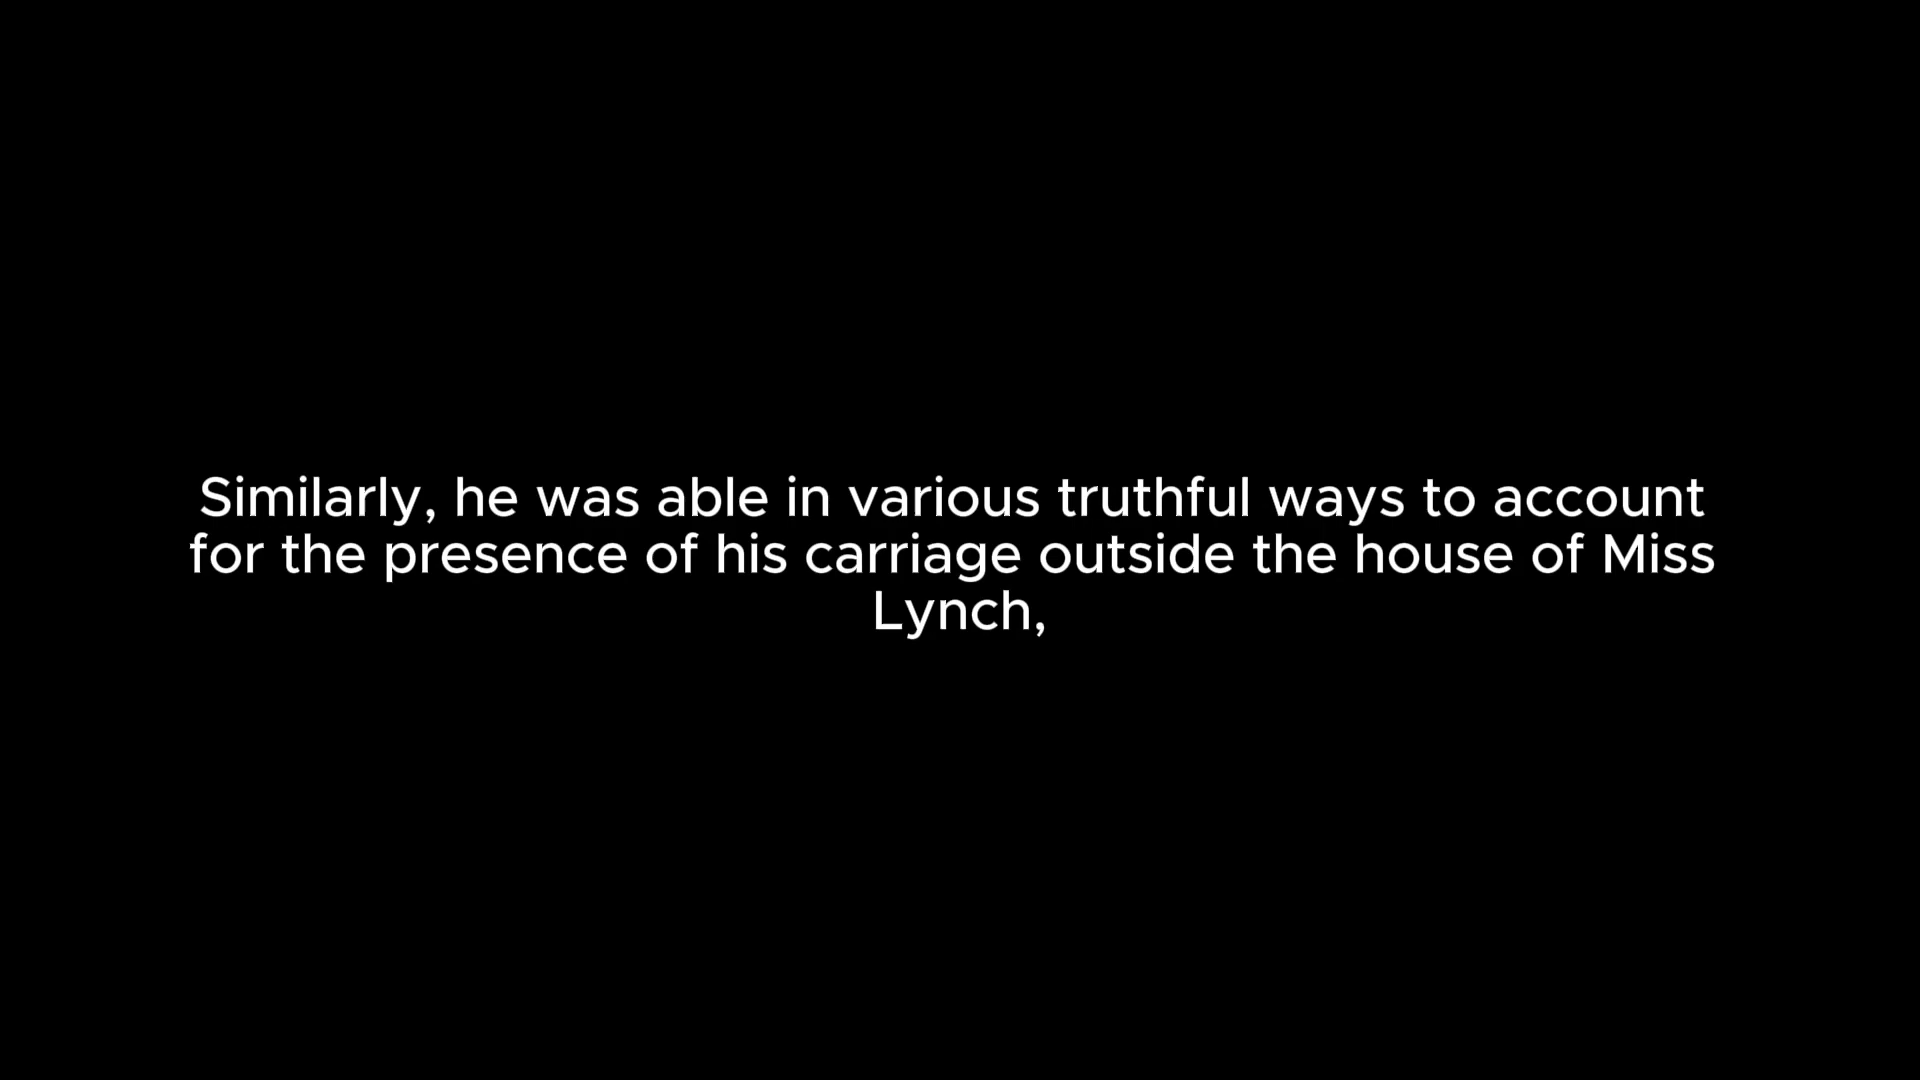 Similarly, he was able in various truthful ways to account
for the presence of his carriage outside the house of Miss
Lynch,